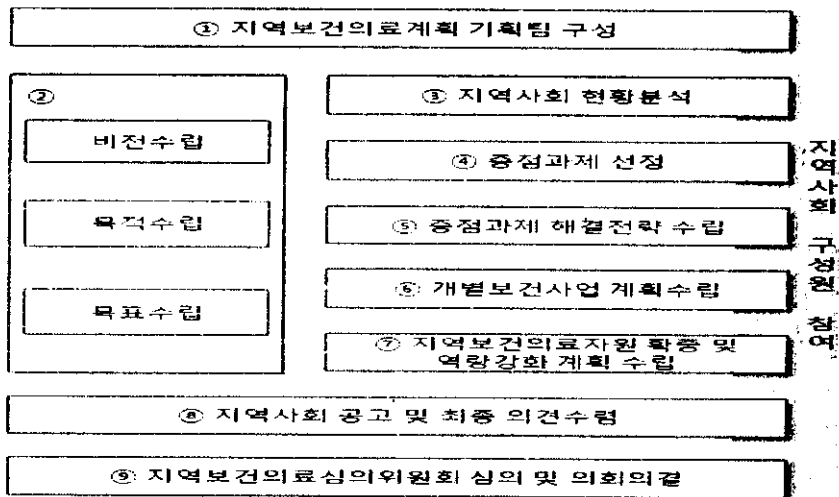 ① 지역보건의료계획 기획팀 구성
②
비전수립
목적수립
목표수립
③ 지역사회 현황분석
④ 중점과제 선정
⑤ 중점과제 해결전략 수립
⑥ 개별보건사업 계획수립
⑦ 지역보건의료자원 확충 및
역량강화 계획 수립
지역사회 구성원 참여
⑧ 지역사회 공고 및 최종 의견수렴
⑨ 지역보건의료심의위원회 심의 및 의회의결